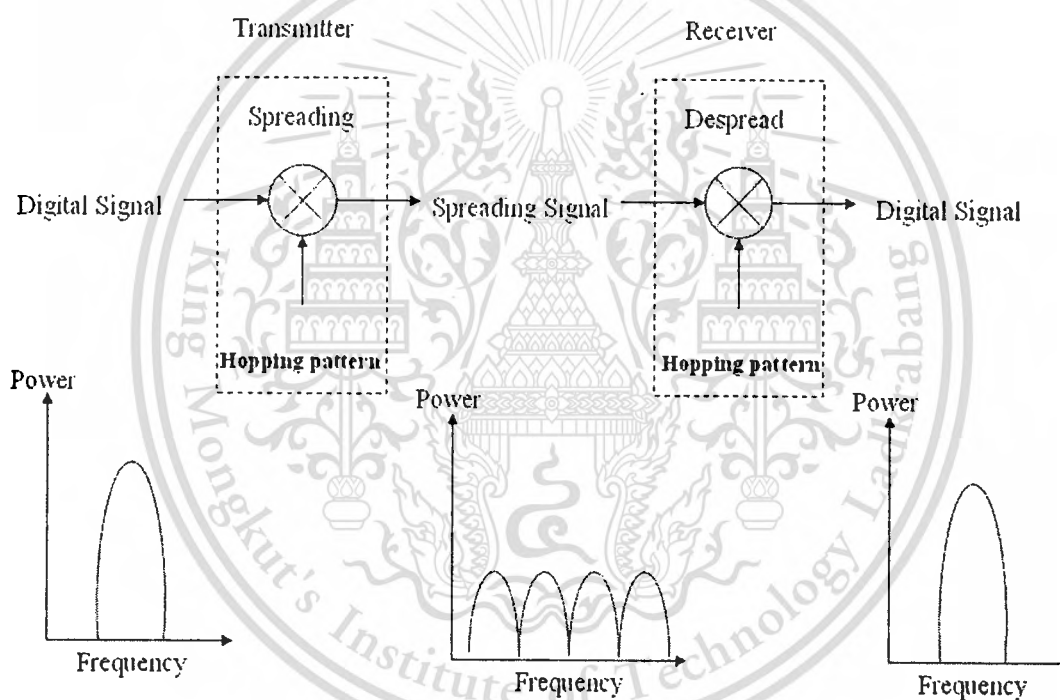 Transmitter
Receiver
Spreading
Despread
Digital Signal
Spreading Signal
Digital Signal
Hopping pattern
Hopping pattern
Power
Power
Power
Frequency
Frequency
Frequency
King Mongkut's Institute of Technology Ladkrabang